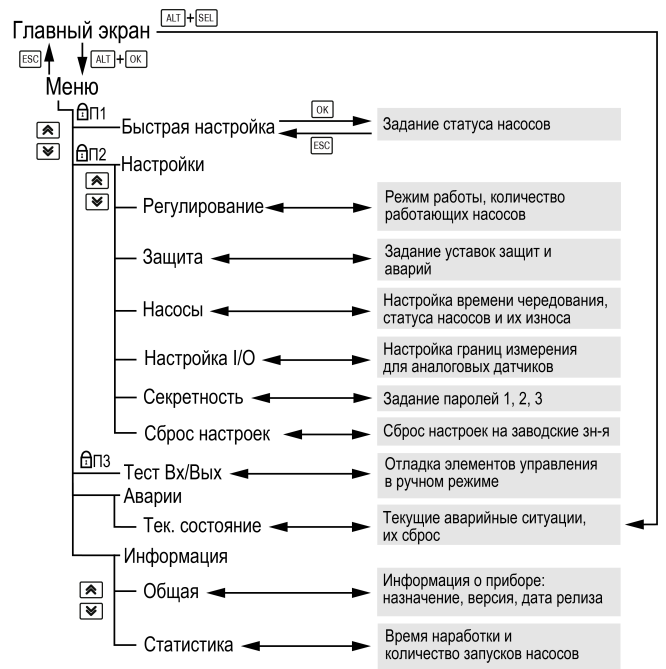 ALT + SEL
Главный экран
ESC ALT + OK
Меню
П1
Быстрая настройка
OK
ESC
Задание статуса насосов
П2
Настройки
Регулирование
Режим работы, количество
работающих насосов
Защита
Задание уставок защит и
аварий
Насосы
Настройка времени чередования,
статуса насосов и их износа
Настройка I/O
Настройка границ измерения
для аналоговых датчиков
Секретность
Задание паролей 1, 2, 3
Сброс настроек
Сброс настроек на заводские зн-я
П3
Тест Вх/Вых
Отладка элементов управления
в ручном режиме
Аварии
Тек. состояние
Текущие аварийные ситуации,
их сброс
Информация
Общая
Информация о приборе:
назначение, версия, дата релиза
Статистика
Время наработки и
количество запусков насосов